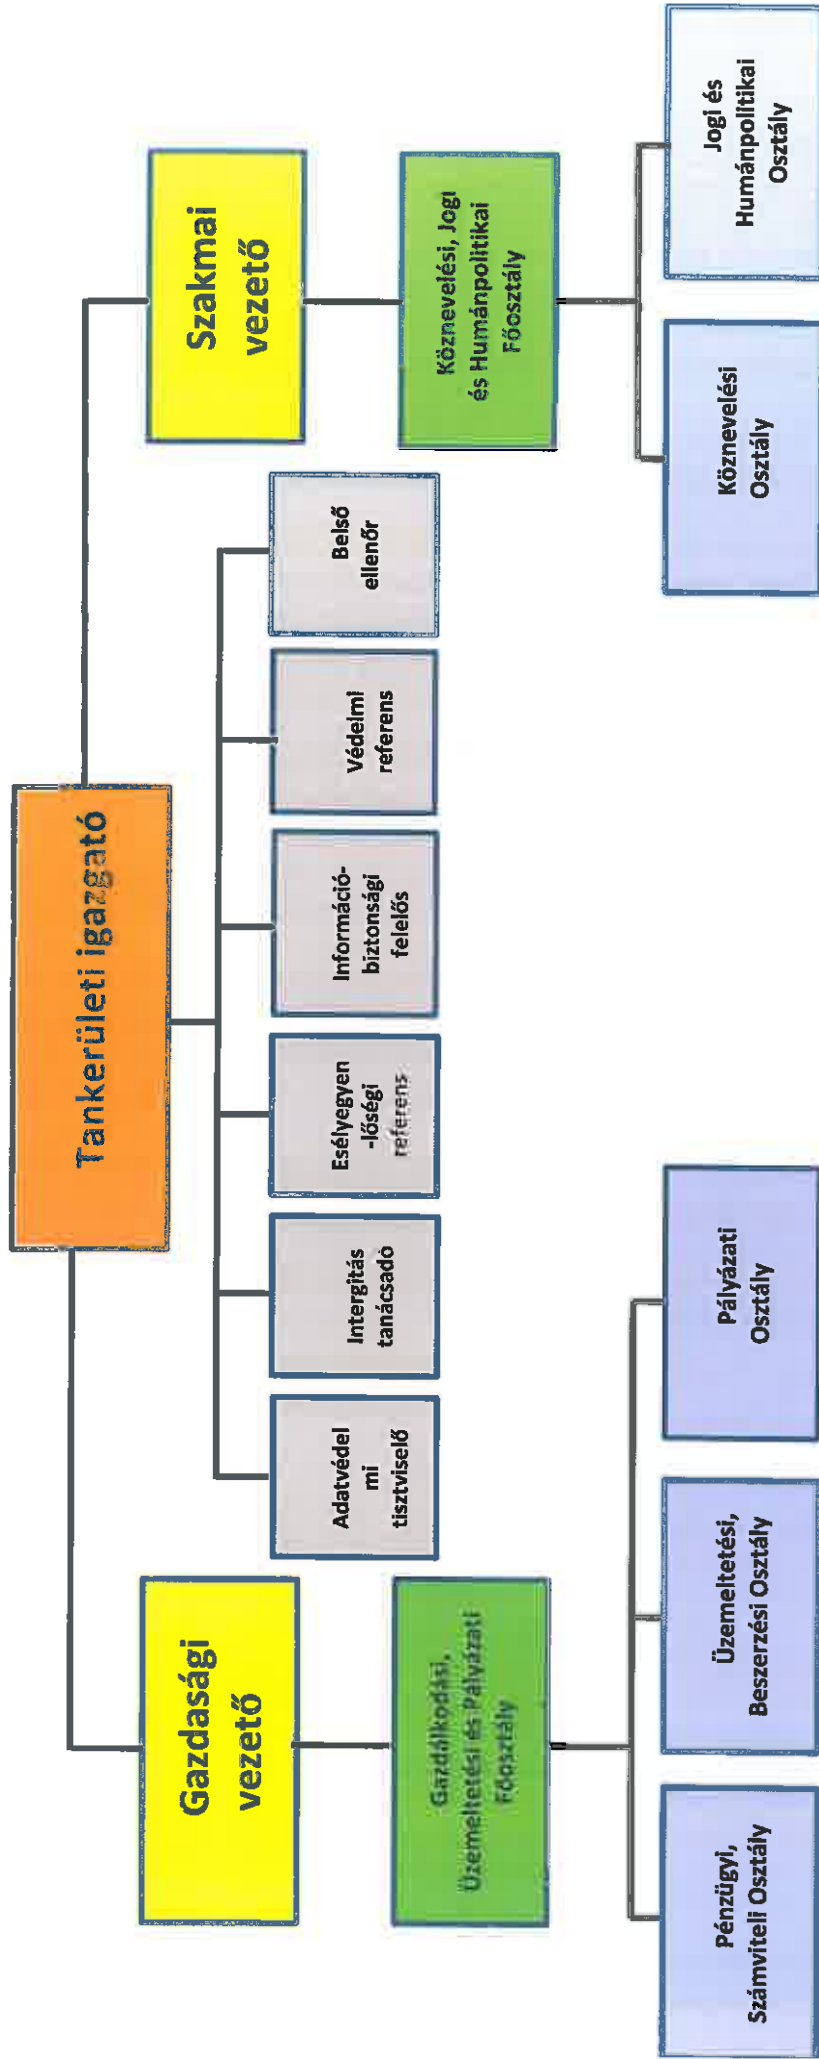 Tankerületi igazgató
Gazdasági
vezető
Szakmai
vezető
Adatvédel
mi
tisztviselő
Intergitás
tanácsadó
Esélyegyen
-lőségi
referens
Információ-
biztonsági
felelős
Védelmi
referens
Belső
ellenőr
Gazdálkodási,
Üzemeltetési és Pályázati
Főosztály
Köznevelési, Jogi
és Humánpolitikai
Főosztály
Pénzügyi,
Számviteli Osztály
Üzemeltetési,
Beszerzési Osztály
Pályázati
Osztály
Köznevelési
Osztály
Jogi és
Humánpolitikai
Osztály